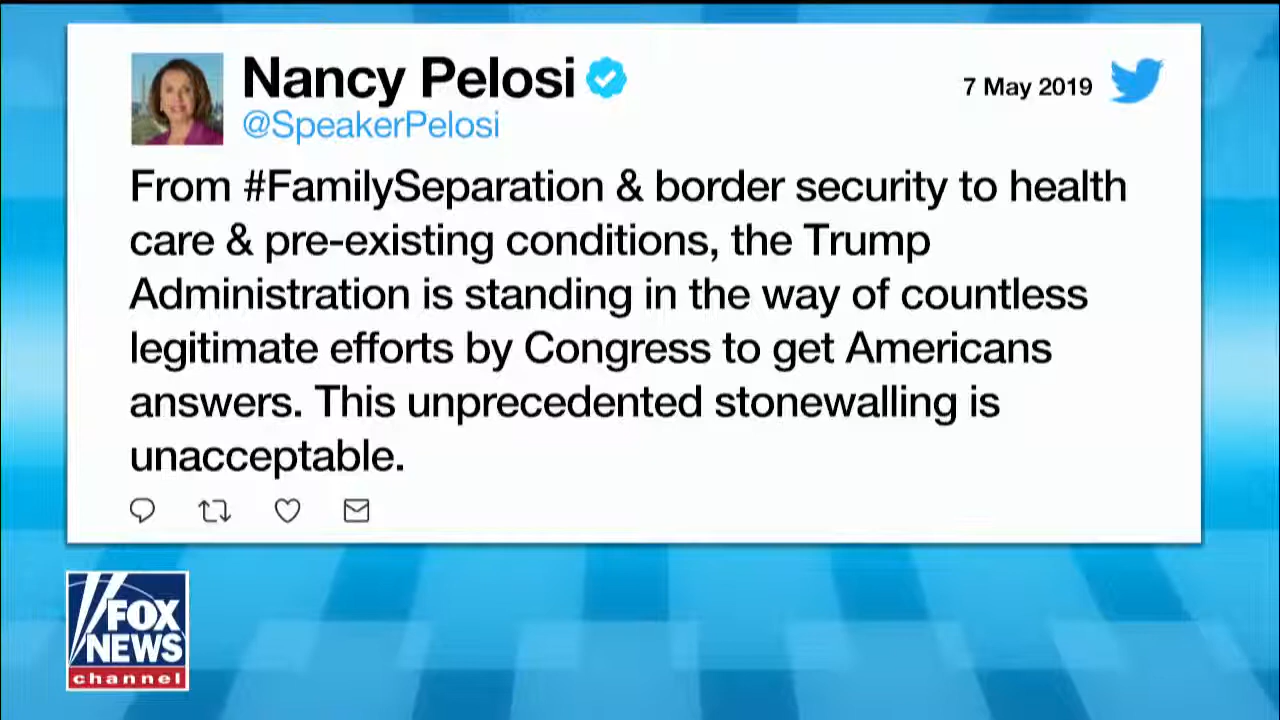 Nancy Pelosi
@SpeakerPelosi
7 May 2019
From #FamilySeparation & border security to health
care & pre-existing conditions, the Trump
Administration is standing in the way of countless
legitimate efforts by Congress to get Americans
answers. This unprecedented stonewalling is
unacceptable.
FOX
NEWS
channel